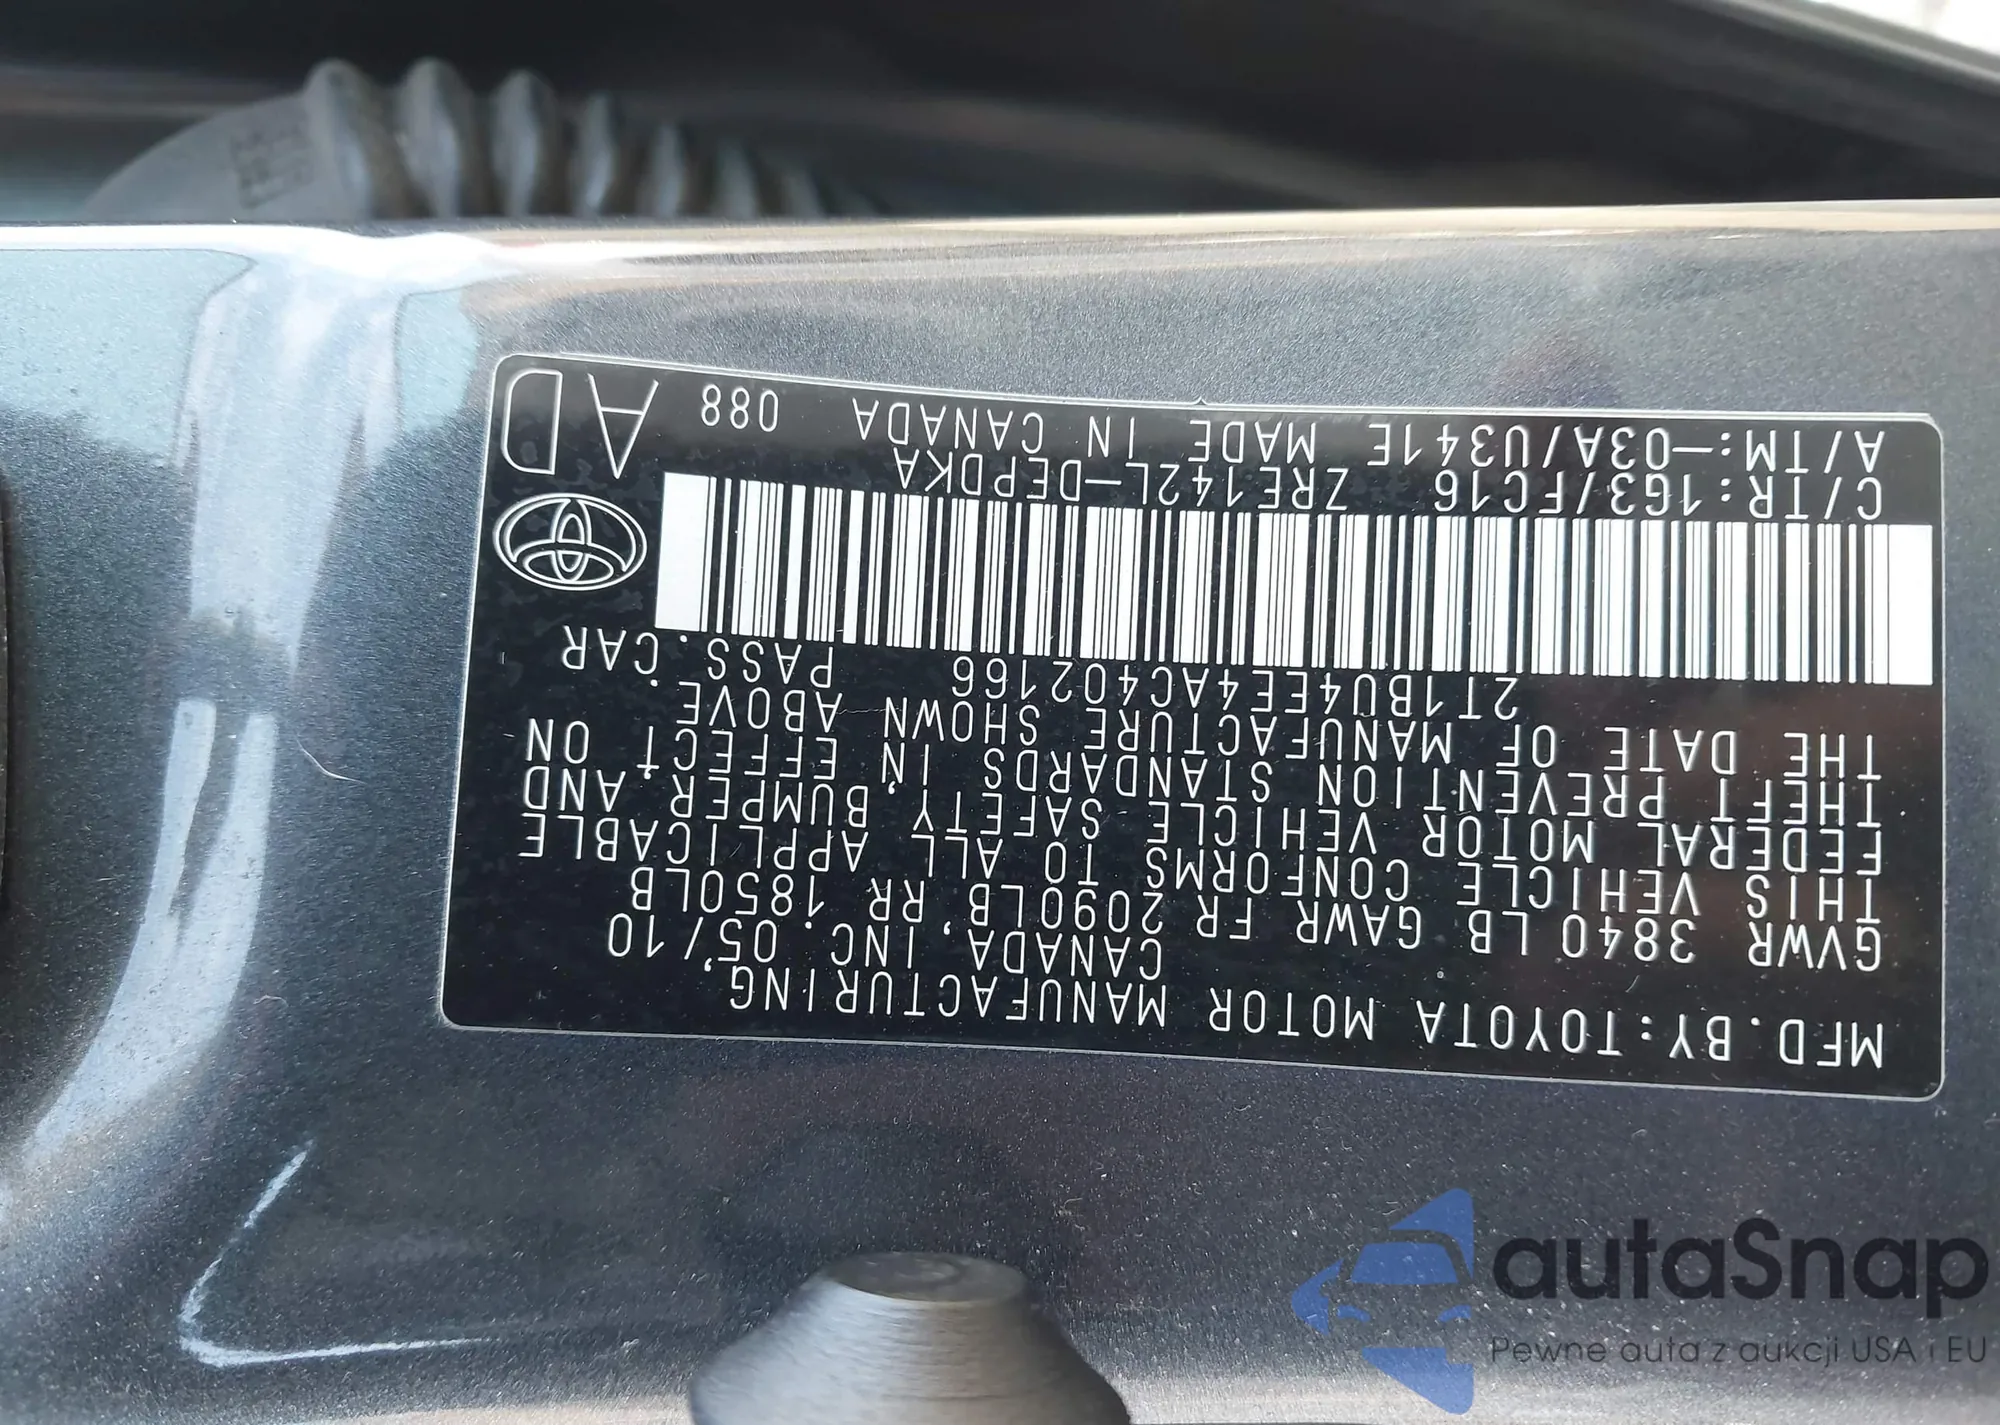 MFD.BY:TOYOTA MOTOR MANUFACTURING
CANADA, INC. 05/10
GVWR 3840LB GAWR FR 2090LB, RR 1850LB
THIS VEHICLE CONFORMS TO ALL APPLICABLE
FEDERAL MOTOR VEHICLE SAFETY, BUMPER AND
THEFT PREVENTION STANDARDS IN EFFECT ON
THE DATE OF MANUFACTURE SHOWN ABOVE.
2T1BU4EE4AC402166 PASS.CAR
C/TR:1G3/FC16 ZRE142L-DEPDKA
A/TM:-03A/U341E MADE IN CANADA 088
AD
autaSnap
Pewne auta z aukcji USA i EU